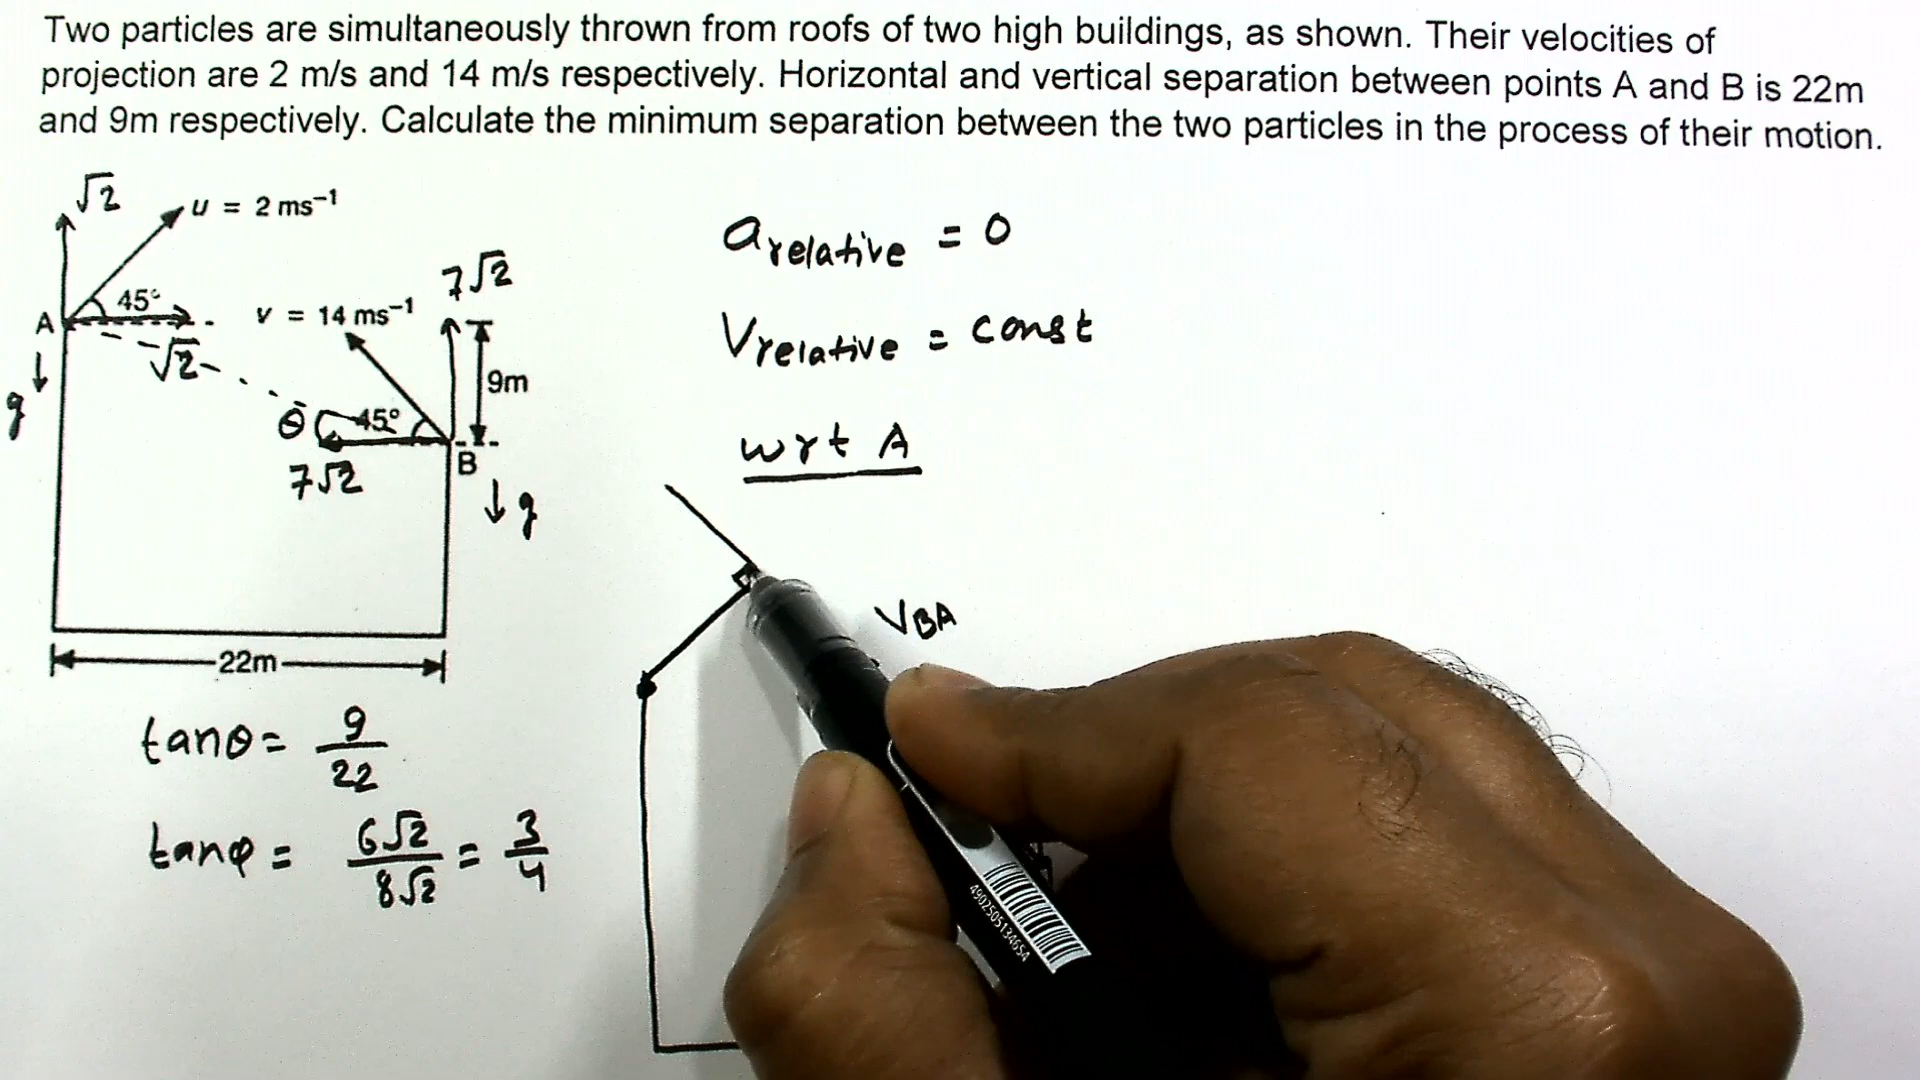 Two particles are simultaneously thrown from roofs of two high buildings, as shown. Their velocities of
projection are 2 m/s and 14 m/s respectively. Horizontal and vertical separation between points A and B is 22m
and 9m respectively. Calculate the minimum separation between the two particles in the process of their motion.
√2
u = 2 ms⁻¹
45°
A
√2
g
v = 14 ms⁻¹
7√2
9m
θ
45°
7√2
B
g
22m
tanθ = 9/22
tanφ = 6√2/8√2 = 3/4
a relative = 0
V relative = const
wrt A
VBA
4902505134654